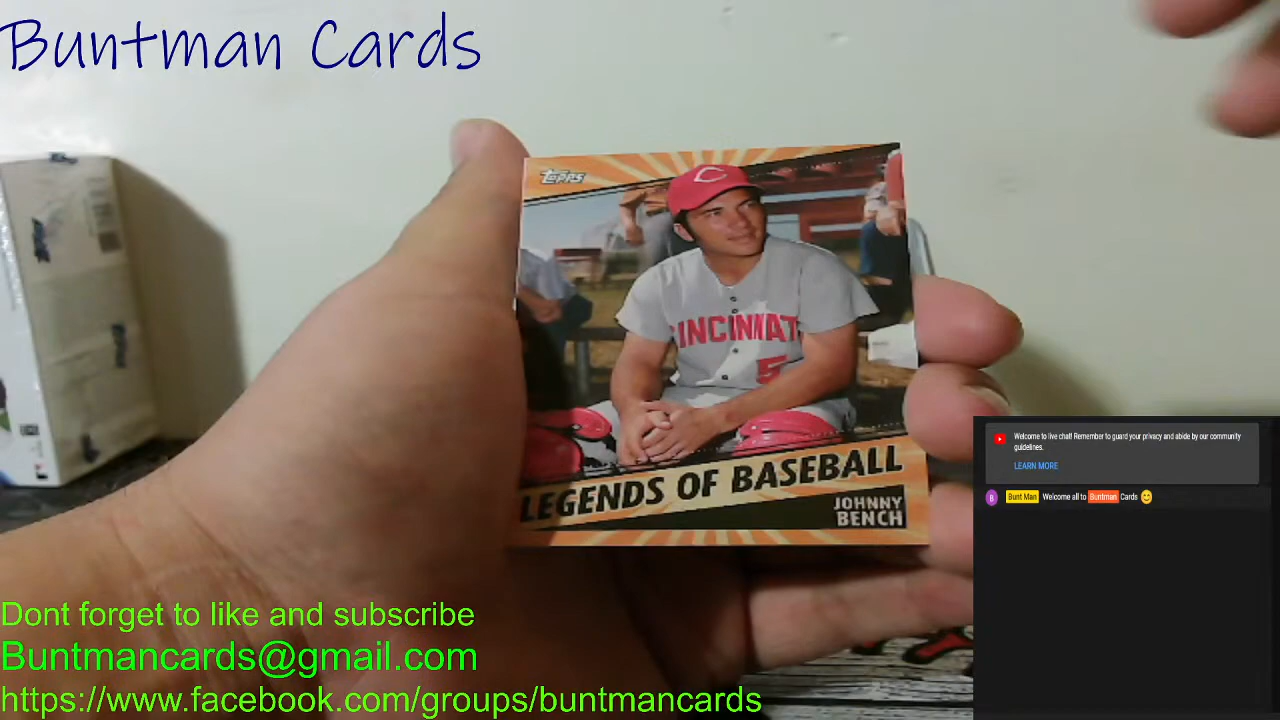 Buntman Cards
Topps
CINCINNATI
5
LEGENDS OF BASEBALL
JOHNNY
BENCH
Welcome to live chat! Remember to guard your privacy and abide by our community
guidelines.
LEARN MORE
B Bunt Man Welcome all to Buntman Cards
Dont forget to like and subscribe
Buntmancards@gmail.com
https://www.facebook.com/groups/buntmancards